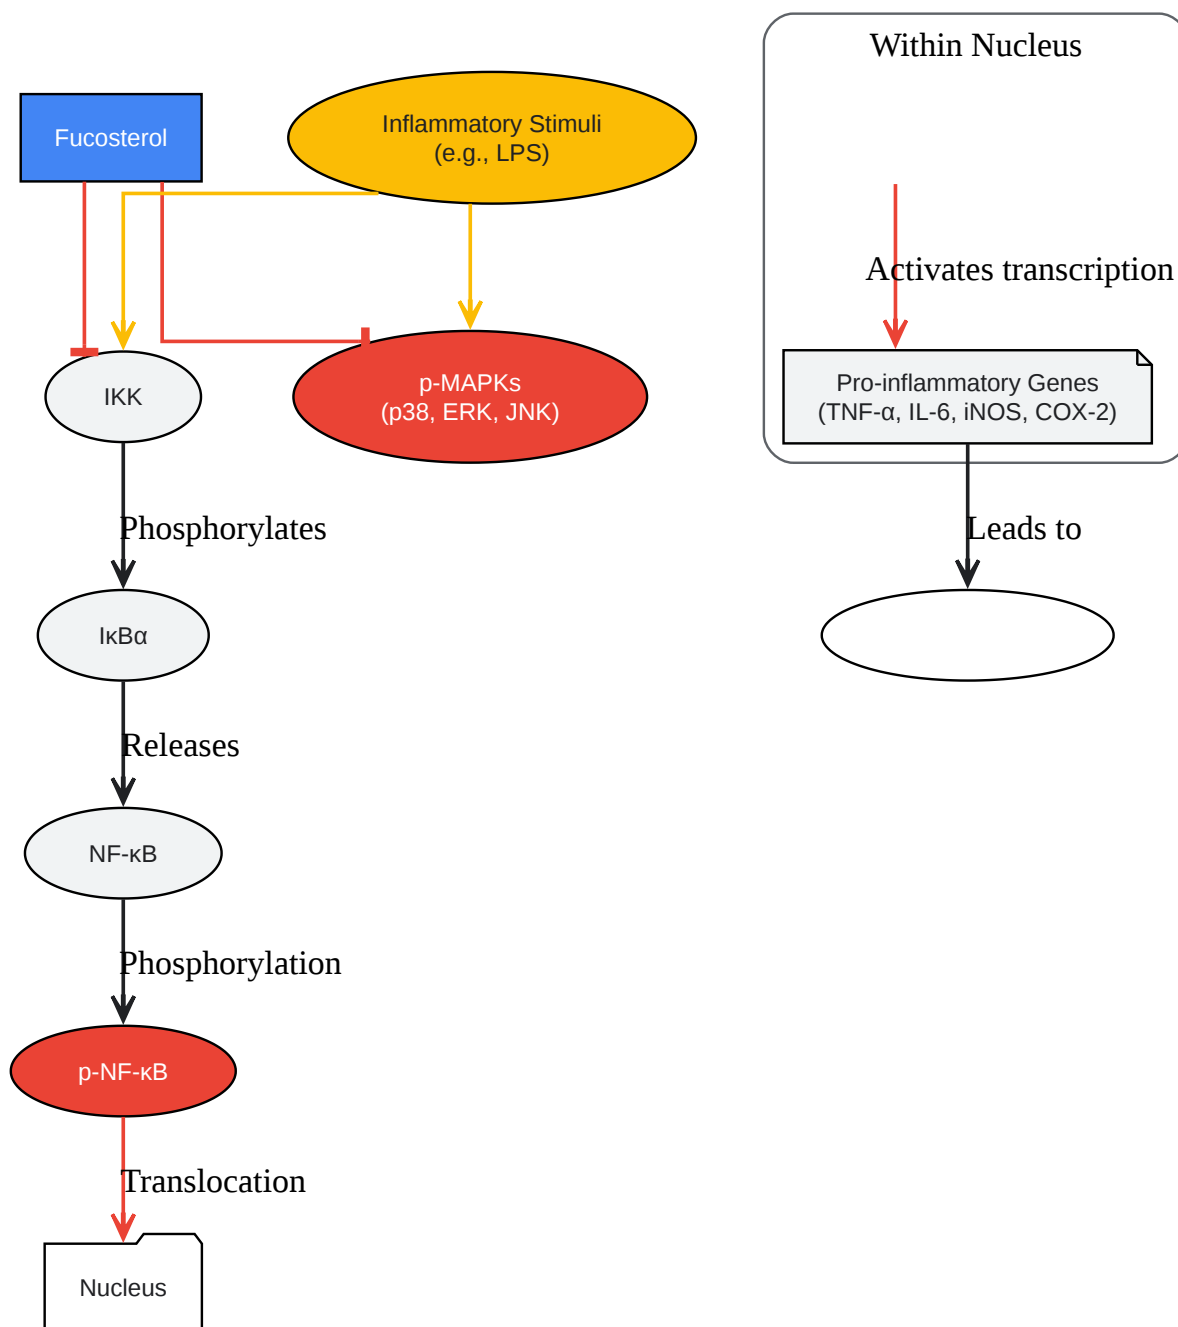 Within Nucleus
Fucosterol
Inflammatory Stimuli
(e.g., LPS)
Activates transcription
IKK
p-MAPKs
(p38, ERK, JNK)
Pro-inflammatory Genes
(TNF-α, IL-6, iNOS, COX-2)
Phosphorylates
Leads to
IκBα
Releases
NF-κB
Phosphorylation
p-NF-κB
Translocation
Nucleus